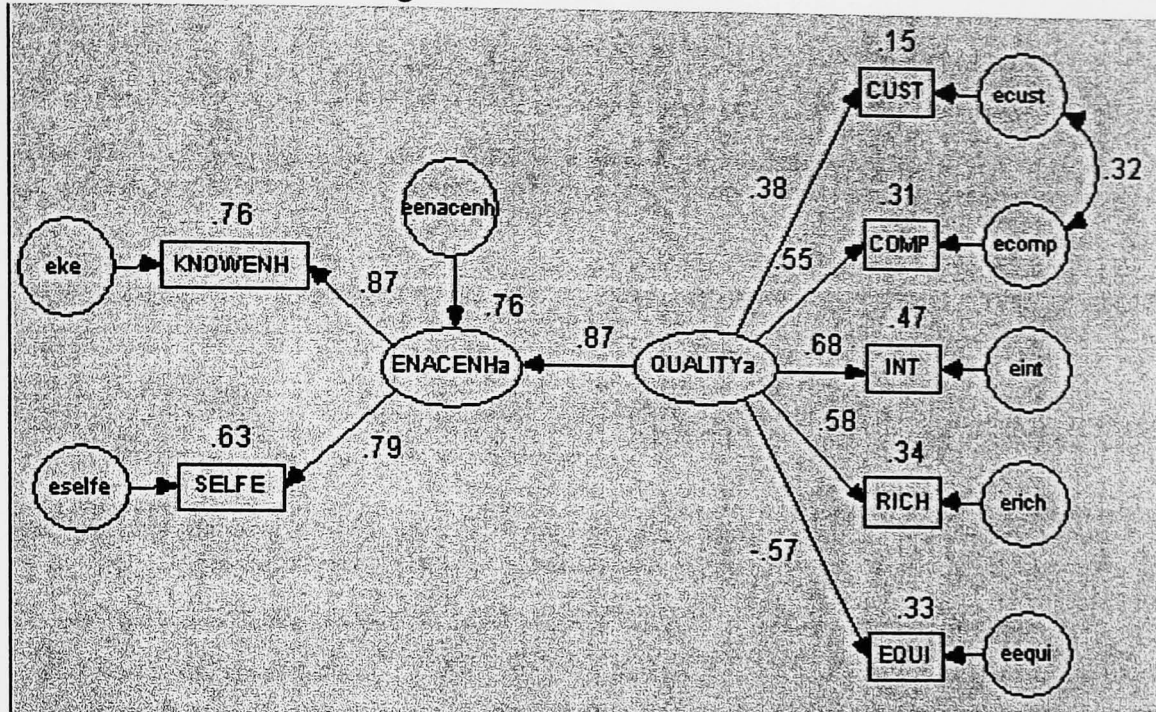 .15
CUST
ecust
.38
.32
.31
COMP
ecomp
.55
eenacenh
.76
KNOWENH
eke
.87
.76
ENACENHa
.87
QUALITYa
.68
.47
INT
eint
.58
.34
RICH
erich
.63
SELFE
eselfe
.79
-.57
.33
EQUI
eequi